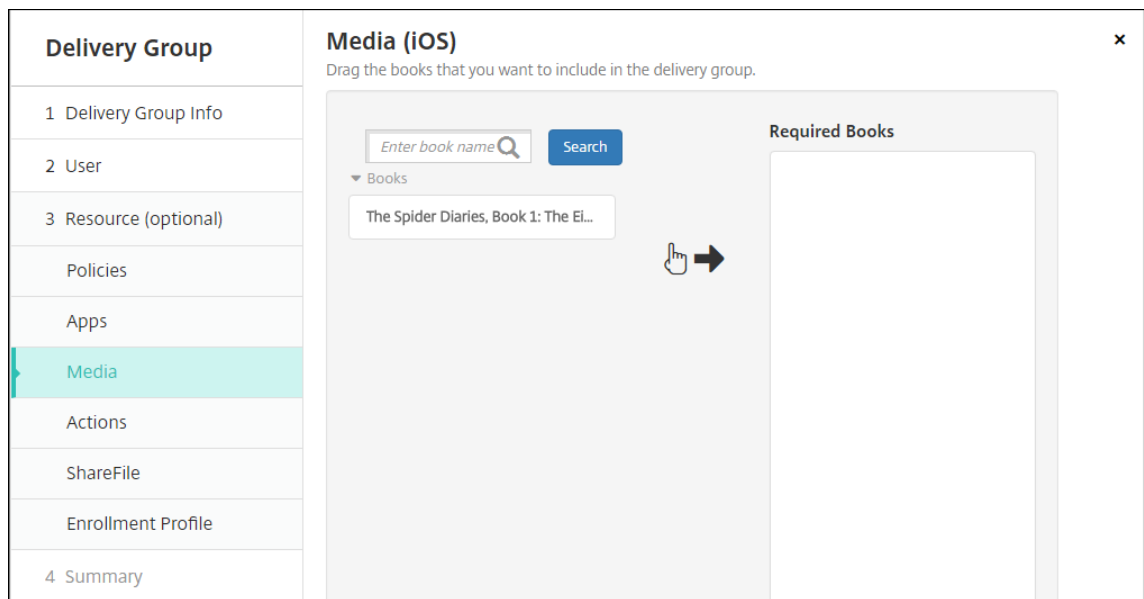 Delivery Group
1 Delivery Group Info
2 User
3 Resource (optional)
Policies
Apps
Media
Actions
ShareFile
Enrollment Profile
4 Summary
Media (iOS)
Drag the books that you want to include in the delivery group.
Enter book name
Search
Books
The Spider Diaries, Book 1: The Ei...
Required Books